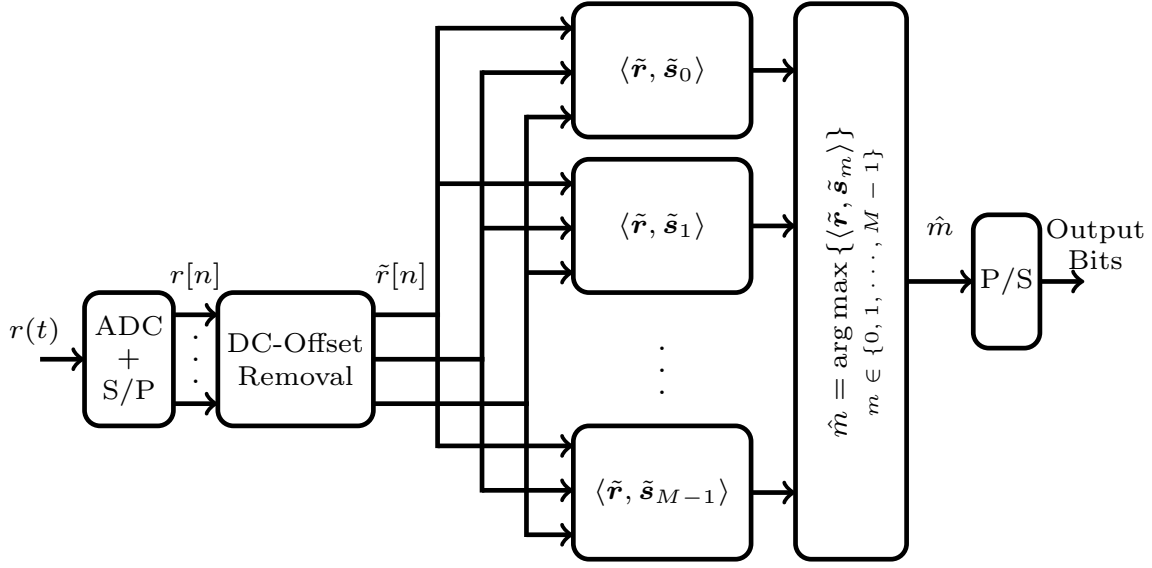 r(t)
ADC
+
S/P
r[n]
. . .
DC-Offset
Removal
r̃[n]
⟨r̃, s̃₀⟩
⟨r̃, s̃₁⟩
. . .
⟨r̃, s̃_{M−1}⟩
m̂ = arg max {⟨r̃, s̃_m⟩}
m ∈ {0, 1, ⋯ , M − 1}
m̂
P/S
Output
Bits